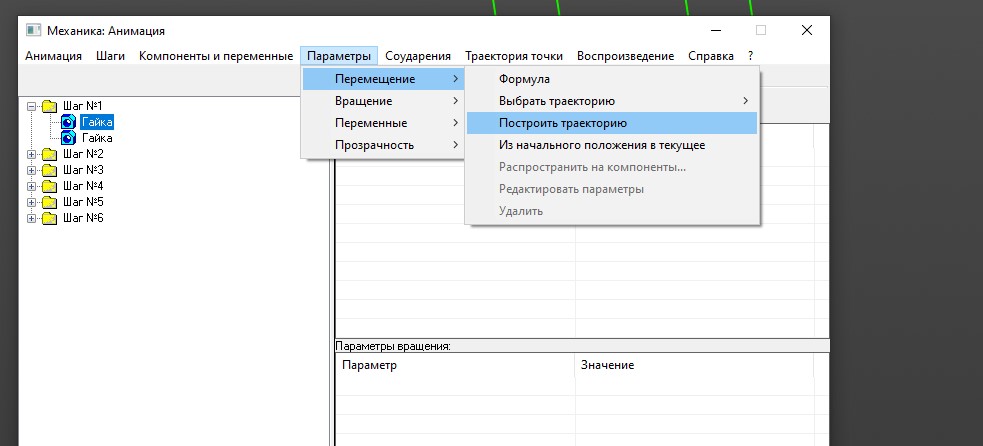 Механика: Анимация
Анимация Шаги Компоненты и переменные Параметры Соударения Траектория точки Воспроизведение Справка ?
Перемещение
Вращение
Переменные
Прозрачность
Формула
Выбрать траекторию
Построить траекторию
Из начального положения в текущее
Распространить на компоненты...
Редактировать параметры
Удалить
Шаг №1
Гайка
Гайка
Шаг №2
Шаг №3
Шаг №4
Шаг №5
Шаг №6
Параметры вращения:
Параметр Значение